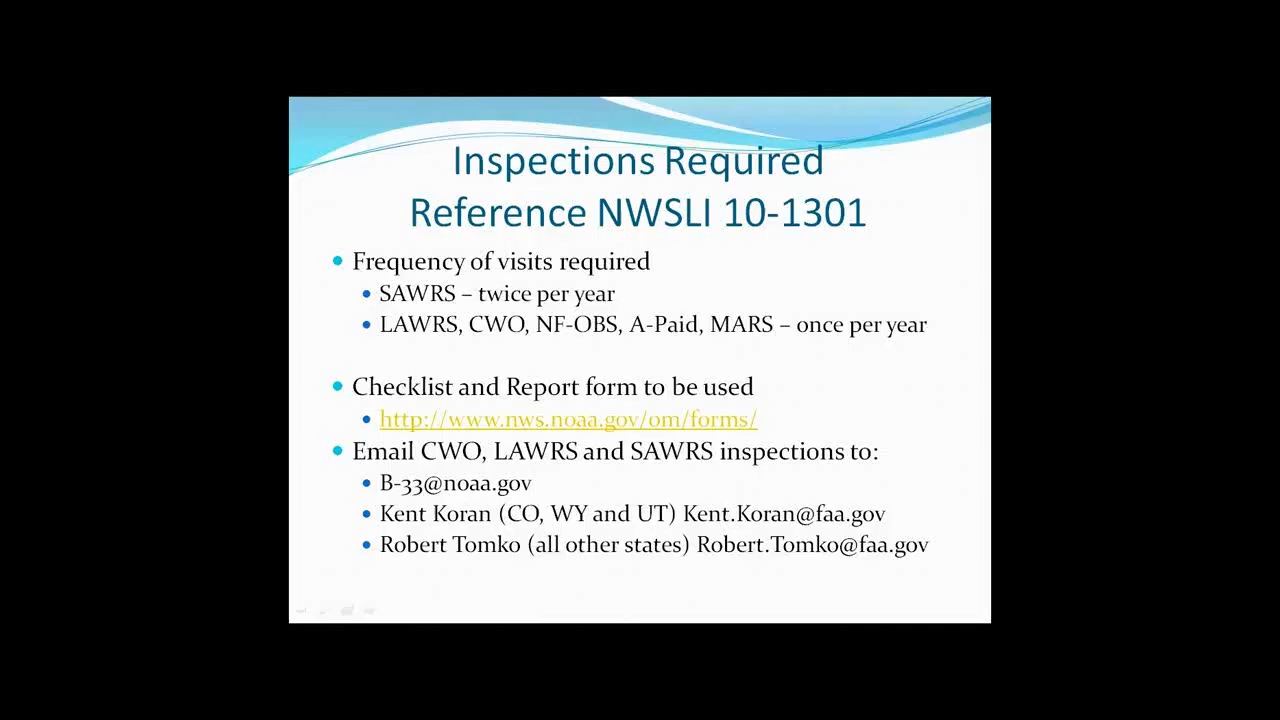 Inspections Required
Reference NWSLI 10-1301
Frequency of visits required
SAWRS – twice per year
LAWRS, CWO, NF-OBS, A-Paid, MARS – once per year
Checklist and Report form to be used
http://www.nws.noaa.gov/om/forms/
Email CWO, LAWRS and SAWRS inspections to:
B-33@noaa.gov
Kent Koran (CO, WY and UT) Kent.Koran@faa.gov
Robert Tomko (all other states) Robert.Tomko@faa.gov